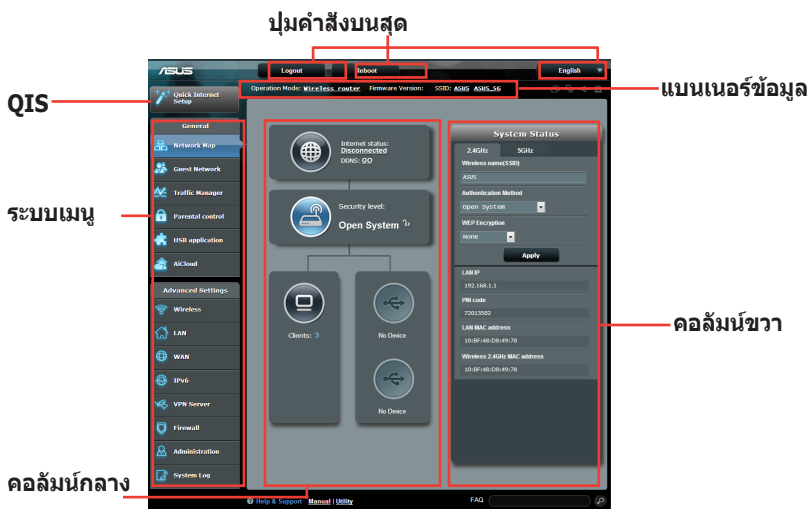 ปุ่มคำสั่งบนสุด
ASUS
Logout
Reboot
English
Operation Mode: Wireless router Firmware Version: SSID: ASUS ASUS_5G
แบนเนอร์ข้อมูล
QIS
Quick Internet
Setup
ระบบเมนู
General
Network Map
Guest Network
Traffic Manager
Parental control
USB application
AiCloud
Advanced Settings
Wireless
LAN
WAN
IPv6
VPN Server
Firewall
Administration
System Log
คอลัมน์กลาง
Internet status:
Disconnected
DDNS: GO
Security level:
Open System
Clients: 3
No Device
No Device
System Status
2.4GHz 5GHz
Wireless name(SSID)
ASUS
Authentication Method
Open System
WEP Encryption
None
Apply
LAN IP
192.168.1.1
PIN code
72013502
LAN MAC address
10:BF:48:D8:49:78
Wireless 2.4GHz MAC address
10:BF:48:D8:49:78
คอลัมน์ขวา
Help & Support Manual | Utility
FAQ